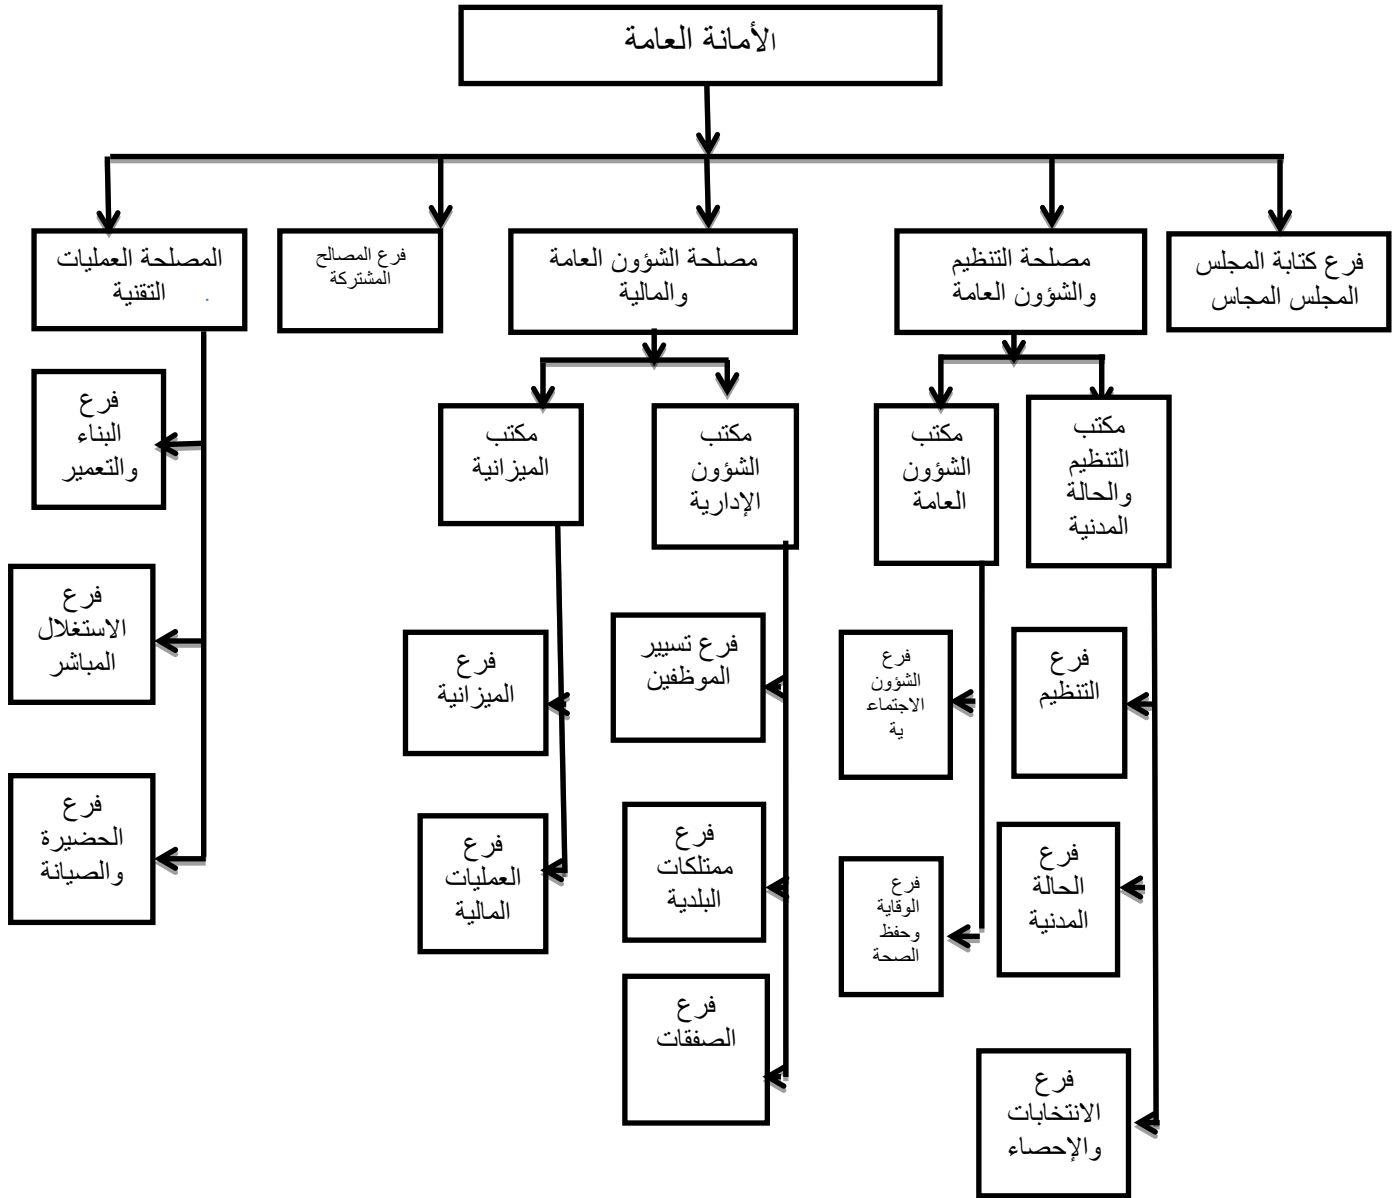 الأمانة العامة
فرع كتابة المجلس
المجلس المجاس
مصلحة التنظيم
والشؤون العامة
مصلحة الشؤون العامة
والمالية
فرع المصالح
المشتركة
المصلحة العمليات
التقنية
مكتب
التنظيم
والحالة
المدنية
مكتب
الشؤون
العامة
مكتب
الشؤون
الإدارية
مكتب
الميزانية
فرع
البناء
والتعمير
فرع
التنظيم
فرع
الشؤون
الاجتماع
ية
فرع تسيير
الموظفين
فرع
الميزانية
فرع
الاستغلال
المباشر
فرع
الحالة
المدنية
فرع
الوقاية
وحفظ
الصحة
فرع
ممتلكات
البلدية
فرع
العمليات
المالية
فرع
الحضيرة
والصيانة
فرع
الصفقات
فرع
الانتخابات
والإحصاء